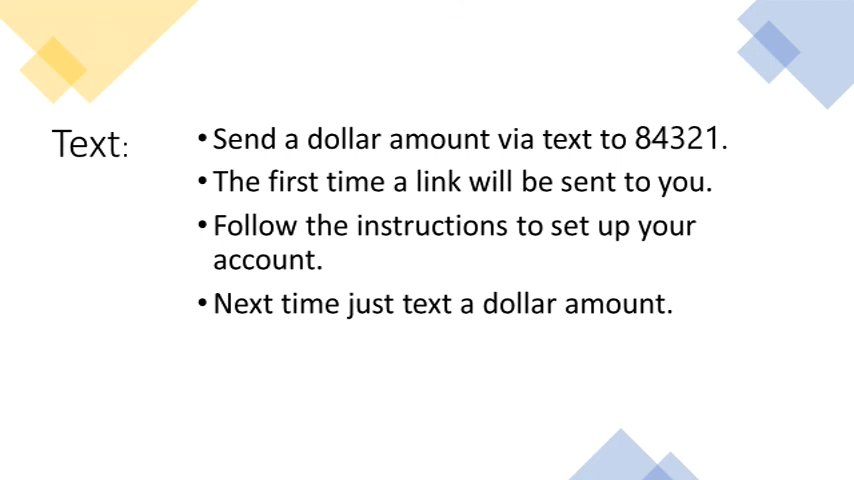 Text:
• Send a dollar amount via text to 84321.
• The first time a link will be sent to you.
• Follow the instructions to set up your
account.
• Next time just text a dollar amount.